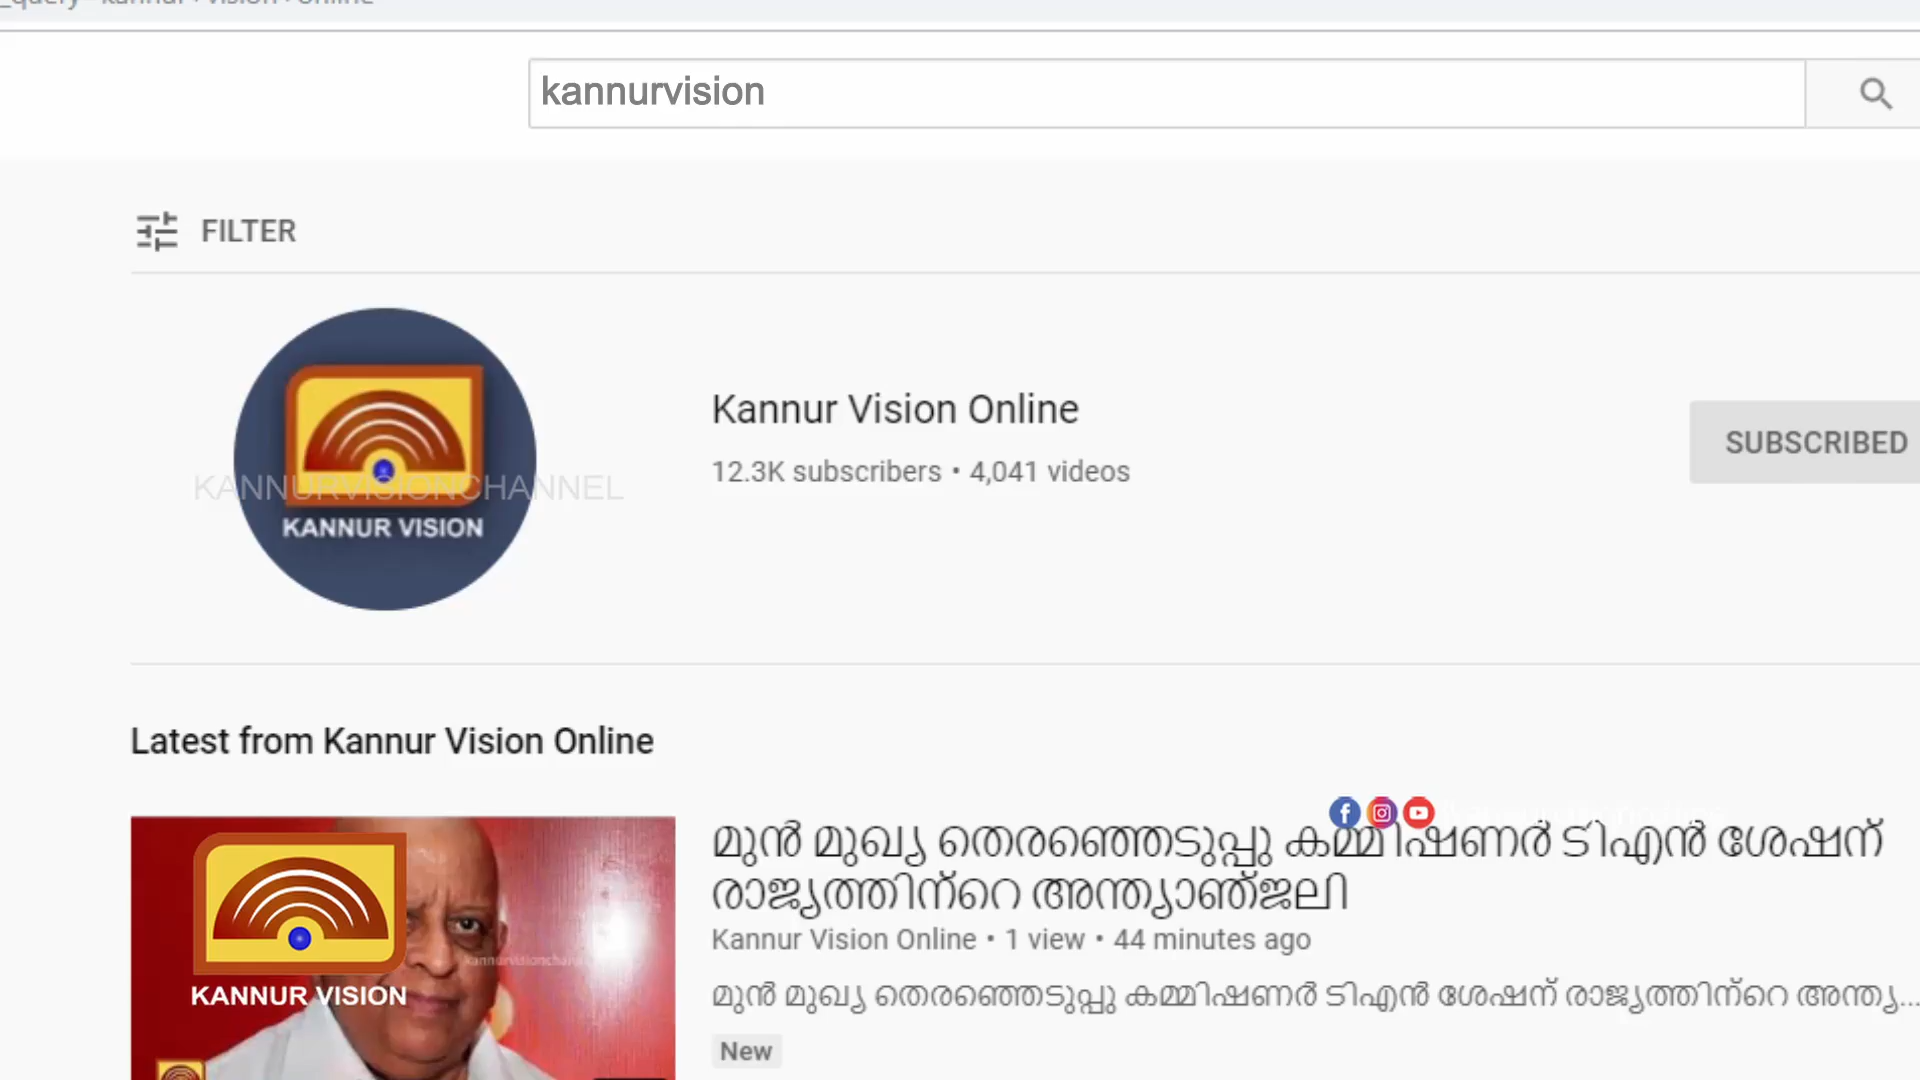 kannurvision
FILTER
KANNURVISIONCHANNEL
KANNUR VISION
Kannur Vision Online
12.3K subscribers • 4,041 videos
SUBSCRIBED
Latest from Kannur Vision Online
മുൻ മുഖ്യ തെരഞ്ഞെടുപ്പു കമ്മിഷണർ ടിഎൻ ശേഷന്
രാജ്യത്തിന്റെ അന്ത്യാഞ്ജലി
Kannur Vision Online • 1 view • 44 minutes ago
മുൻ മുഖ്യ തെരഞ്ഞെടുപ്പു കമ്മിഷണർ ടിഎൻ ശേഷന് രാജ്യത്തിന്റെ അന്ത്യ...
New
KANNUR VISION